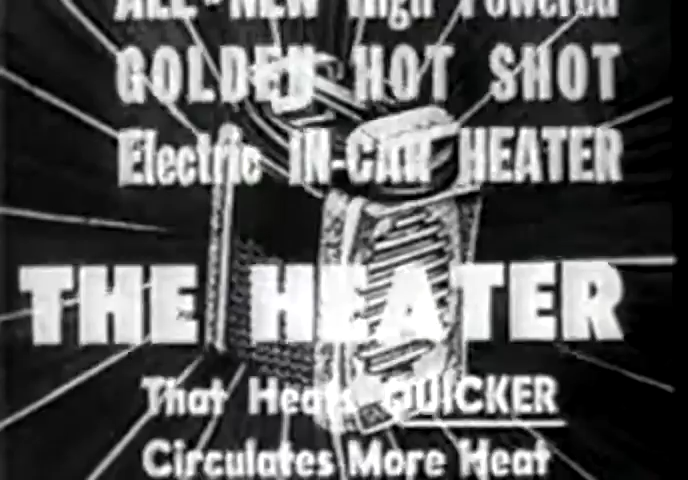 ALL-NEW High Powered
GOLDEN HOT SHOT
Electric IN-CAR HEATER
THE HEATER
That Heats QUICKER
Circulates More Heat